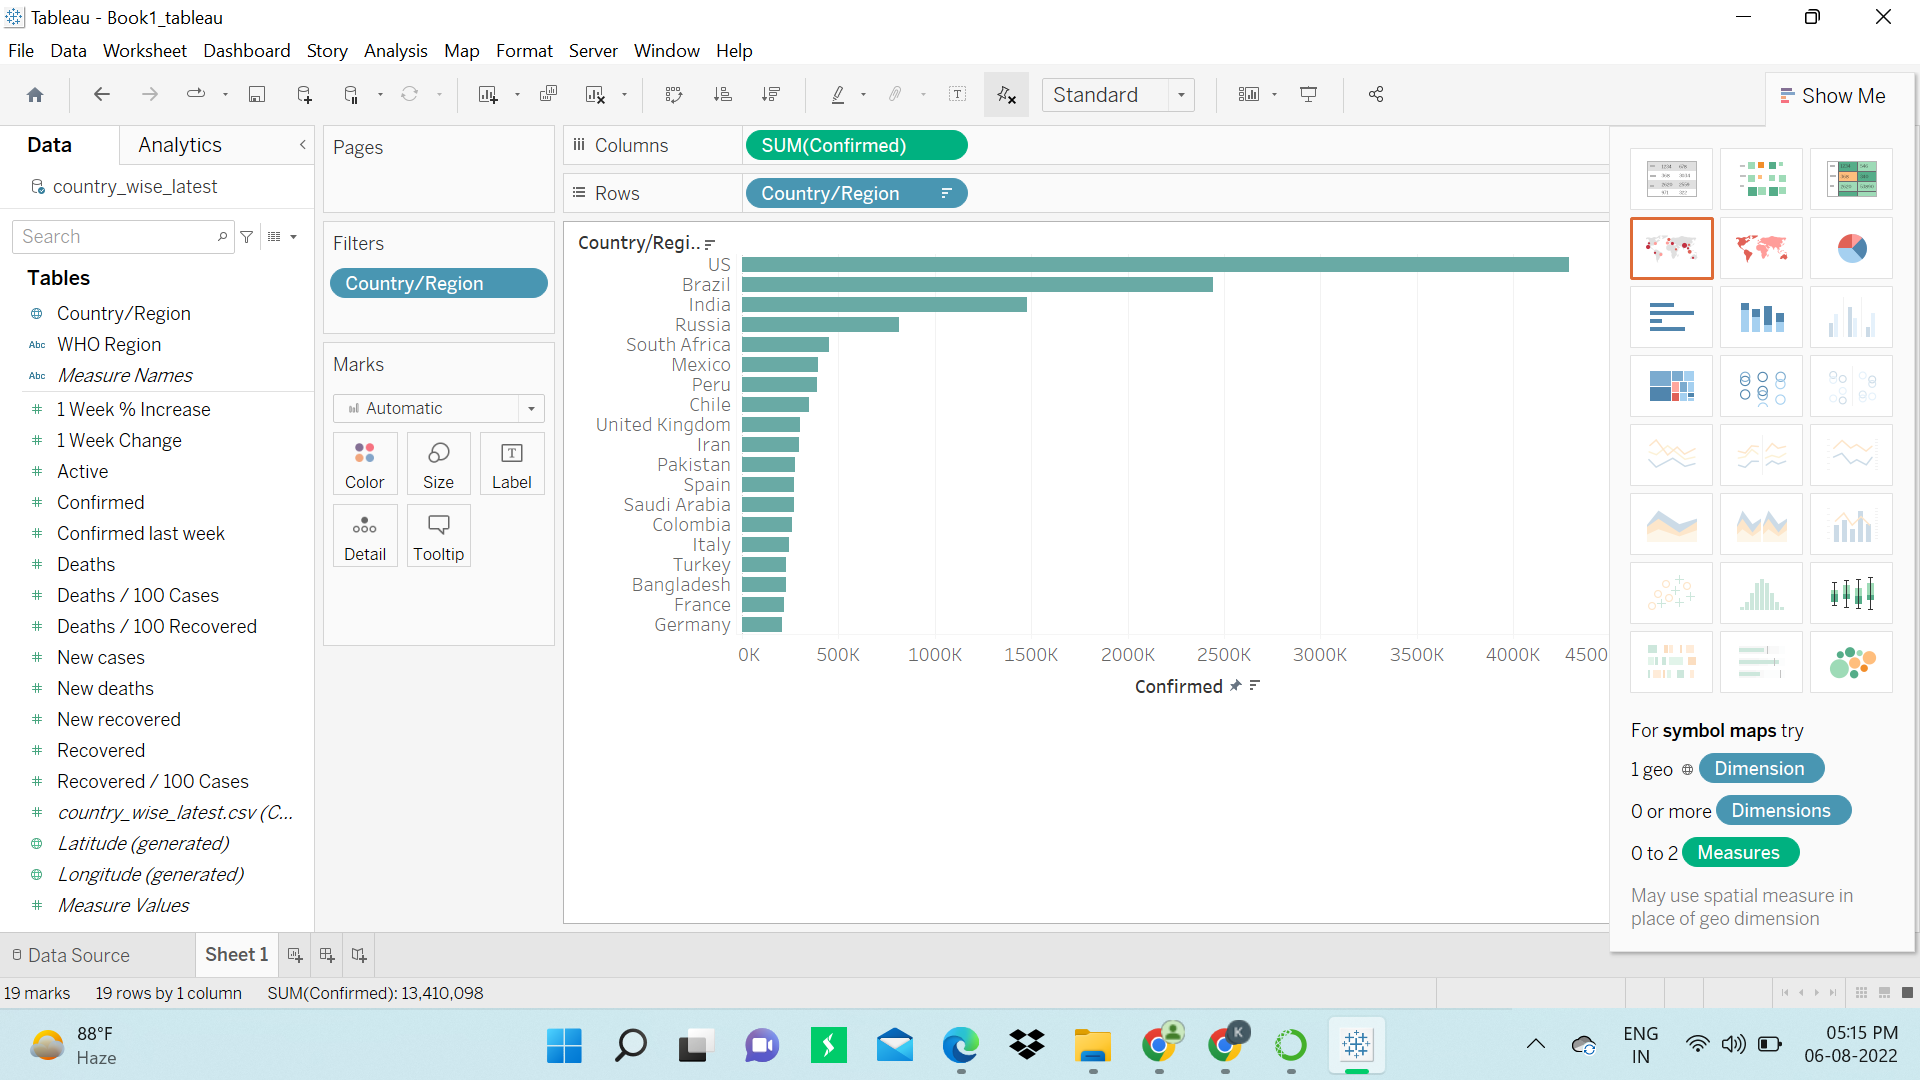 Tableau - Book1_tableau
File Data Worksheet Dashboard Story Analysis Map Format Server Window Help
Standard
Show Me
Data
Analytics
country_wise_latest
Search
Tables
Country/Region
Abc WHO Region
Abc Measure Names
# 1 Week % Increase
# 1 Week Change
# Active
# Confirmed
# Confirmed last week
# Deaths
# Deaths / 100 Cases
# Deaths / 100 Recovered
# New cases
# New deaths
# New recovered
# Recovered
# Recovered / 100 Cases
# country_wise_latest.csv (C...
Latitude (generated)
Longitude (generated)
# Measure Values
Pages
Filters
Country/Region
Marks
Automatic
Color
Size
Label
Detail
Tooltip
Columns
SUM(Confirmed)
Rows
Country/Region
Country/Regi..
US
Brazil
India
Russia
South Africa
Mexico
Peru
Chile
United Kingdom
Iran
Pakistan
Spain
Saudi Arabia
Colombia
Italy
Turkey
Bangladesh
France
Germany
0K 500K 1000K 1500K 2000K 2500K 3000K 3500K 4000K 4500
Confirmed
For symbol maps try
1 geo Dimension
0 or more Dimensions
0 to 2 Measures
May use spatial measure in
place of geo dimension
Data Source
Sheet 1
19 marks 19 rows by 1 column SUM(Confirmed): 13,410,098
88°F
Haze
K
ENG
IN
05:15 PM
06-08-2022